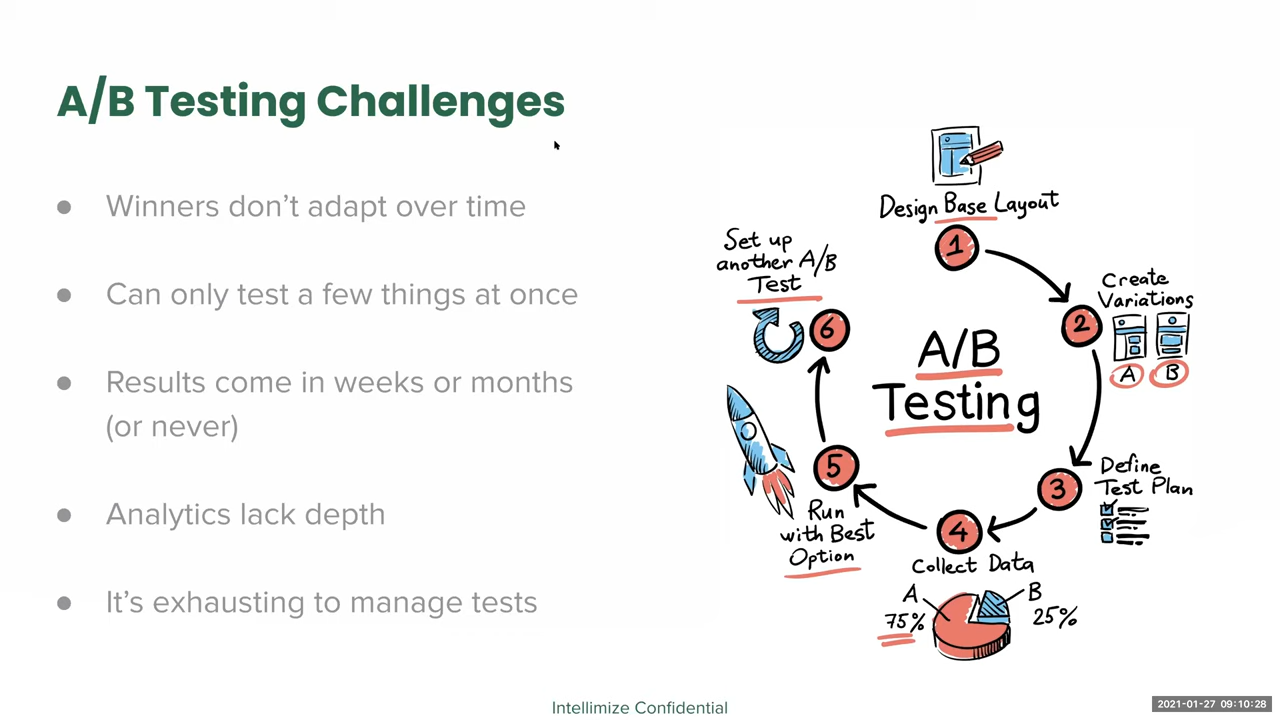 A/B Testing Challenges
● Winners don’t adapt over time
● Can only test a few things at once
● Results come in weeks or months
(or never)
● Analytics lack depth
● It’s exhausting to manage tests
Design Base Layout
1
Create
Variations
2
A B
Define
Test Plan
3
4
Collect Data
A
75%
B
25%
5
Run
with Best
Option
Set up
another A/B
Test
6
A/B
Testing
Intellimize Confidential
2021-01-27 09:10:28